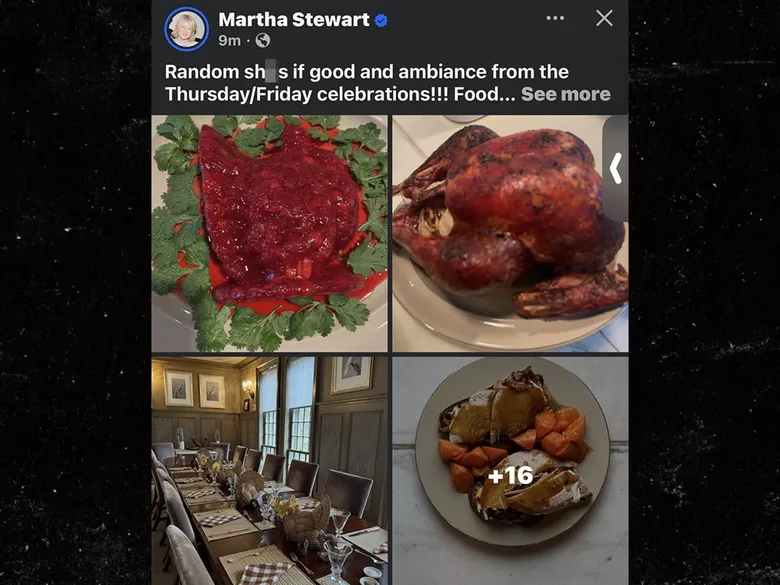 Martha Stewart
9m
Random sh s if good and ambiance from the
Thursday/Friday celebrations!!! Food... See more
+16